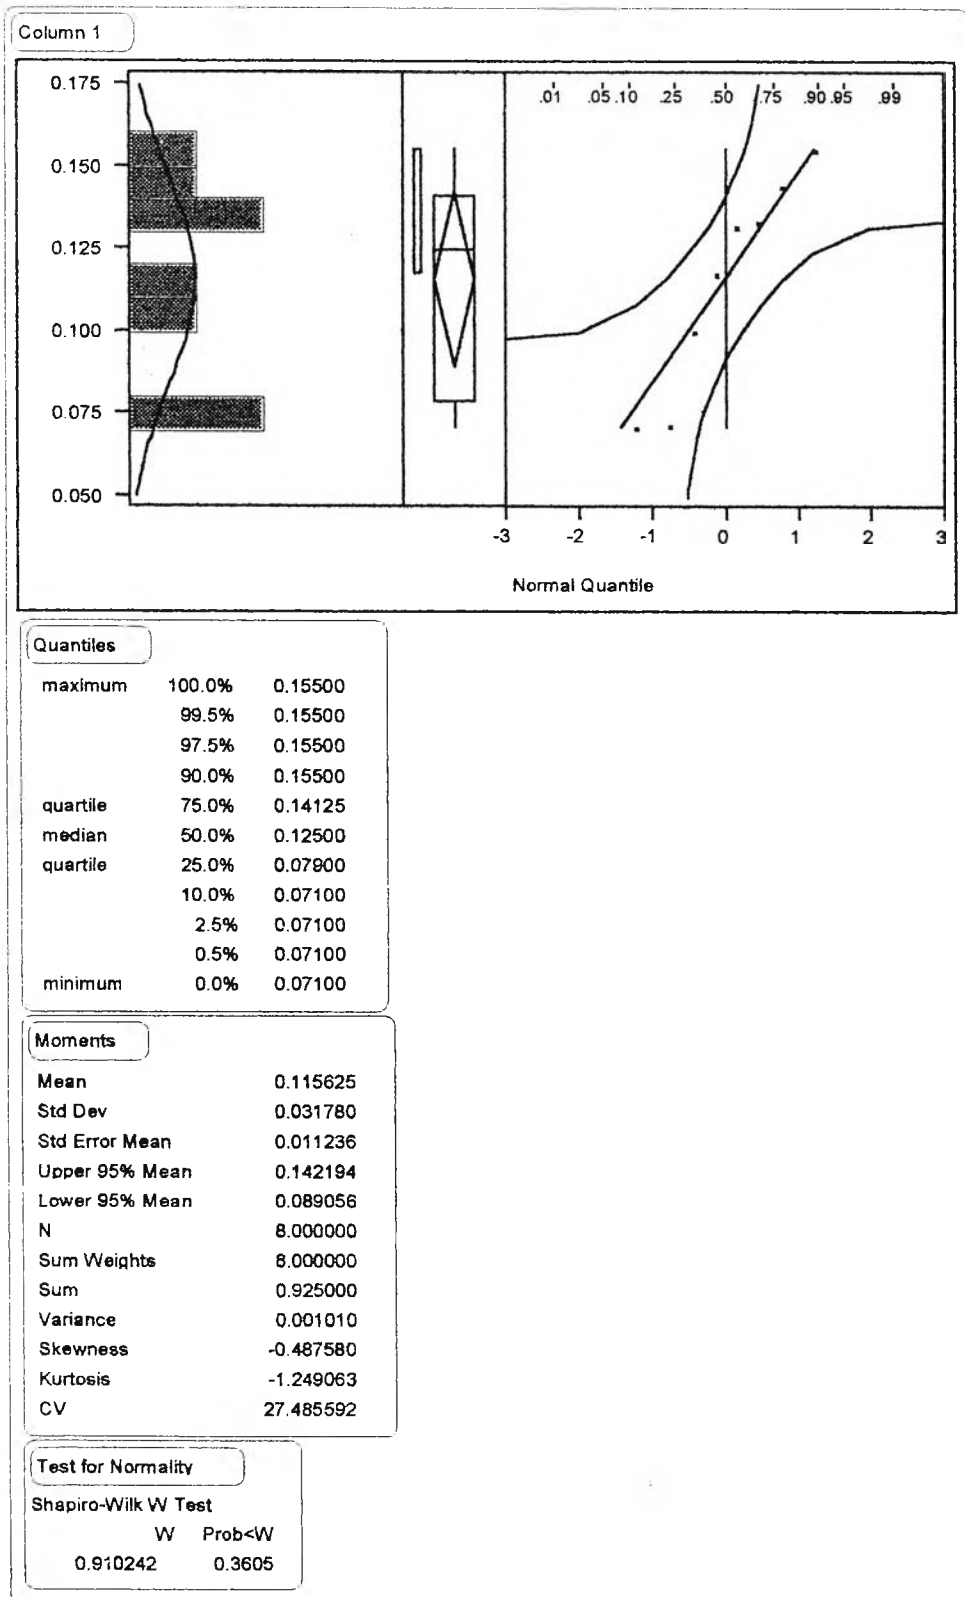 Column 1
0.175
0.150
0.125
0.100
0.075
0.050
.01 .05 .10 .25 .50 .75 .90 .95 .99
-3 -2 -1 0 1 2 3
Normal Quantile
Quantiles
maximum 100.0% 0.15500
99.5% 0.15500
97.5% 0.15500
90.0% 0.15500
quartile 75.0% 0.14125
median 50.0% 0.12500
quartile 25.0% 0.07800
10.0% 0.07100
2.5% 0.07100
0.5% 0.07100
minimum 0.0% 0.07100
Moments
Mean 0.115625
Std Dev 0.031780
Std Error Mean 0.011236
Upper 95% Mean 0.142194
Lower 95% Mean 0.089056
N 8.000000
Sum Weights 8.000000
Sum 0.925000
Variance 0.001010
Skewness -0.487580
Kurtosis -1.249063
CV 27.485592
Test for Normality
Shapiro-Wilk W Test
W Prob<W
0.910242 0.3605